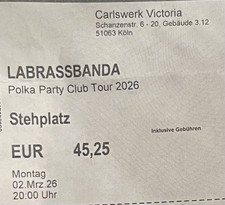 Carlswerk Victoria
Schanzenstr. 6 - 20, Gebäude 3.12
51063 Köln
LABRASSBANDA
Polka Party Club Tour 2026
Stehplatz
Inklusive Gebühren
EUR 45,25
Montag
02.Mrz.26
20:00 Uhr